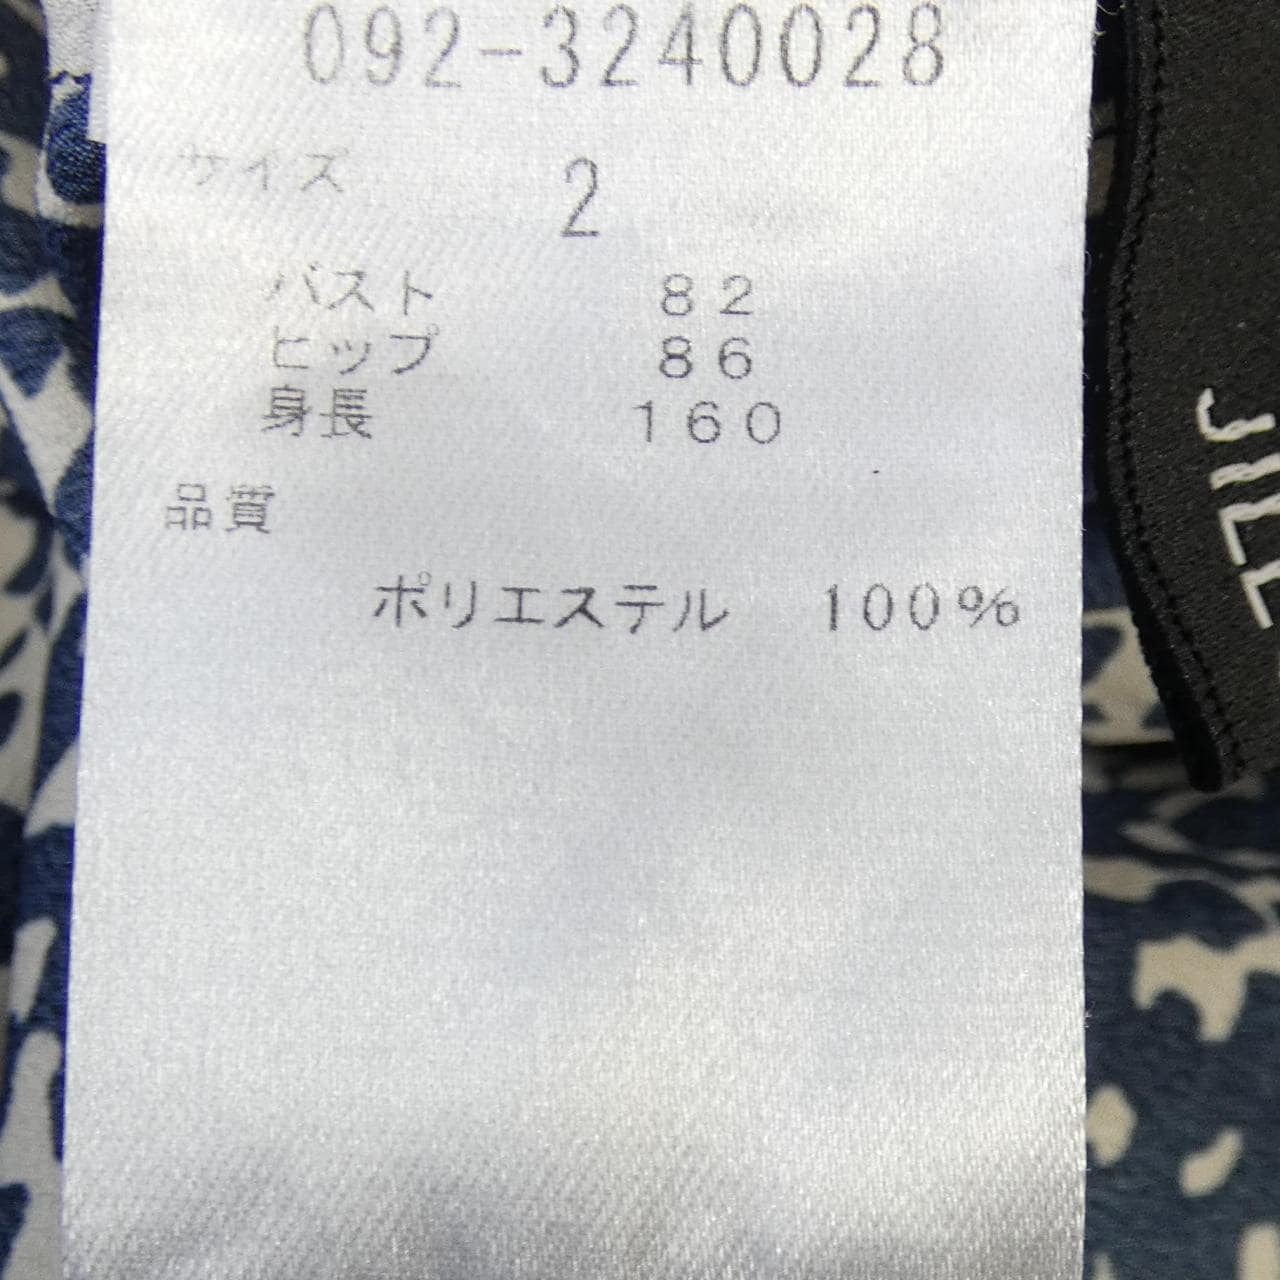 092-3240028
サイズ 2
バスト 82
ヒップ 86
身長 160
品質
ポリエステル 100%
JILL